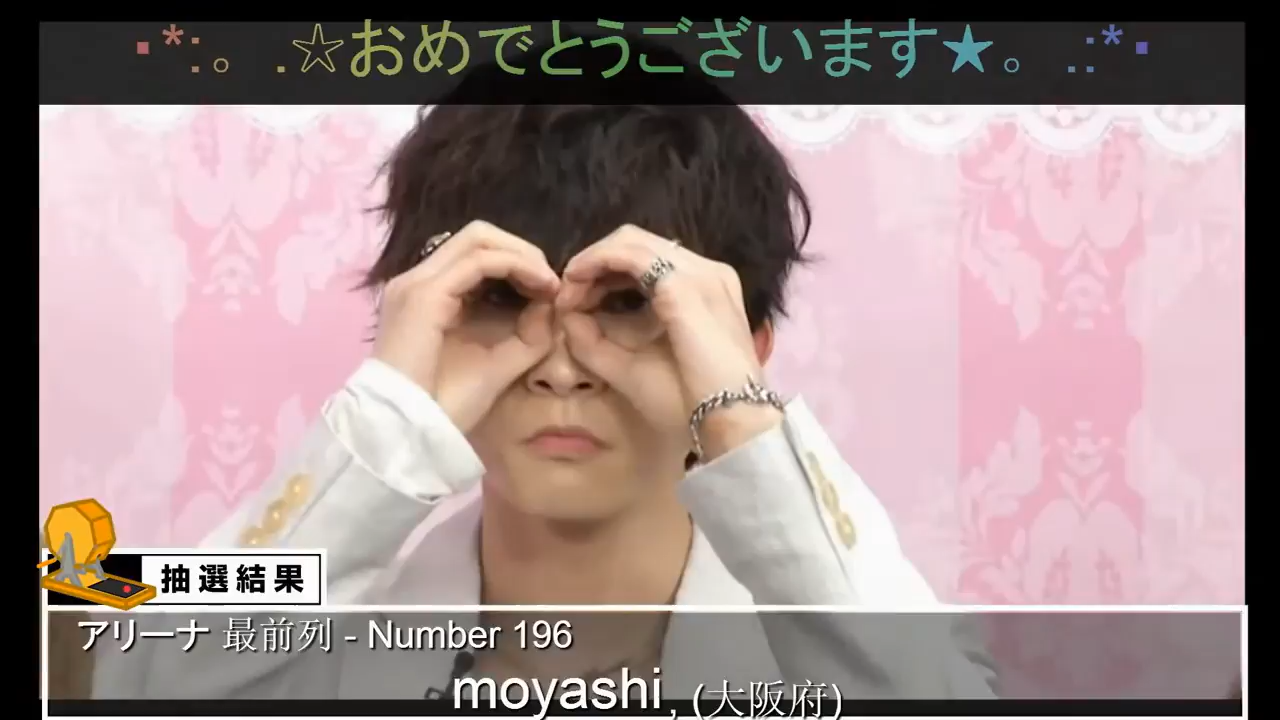 ▪*:。.☆おめでとうございます★。.:*▪
抽選結果
アリーナ 最前列 - Number 196
moyashi, (大阪府)